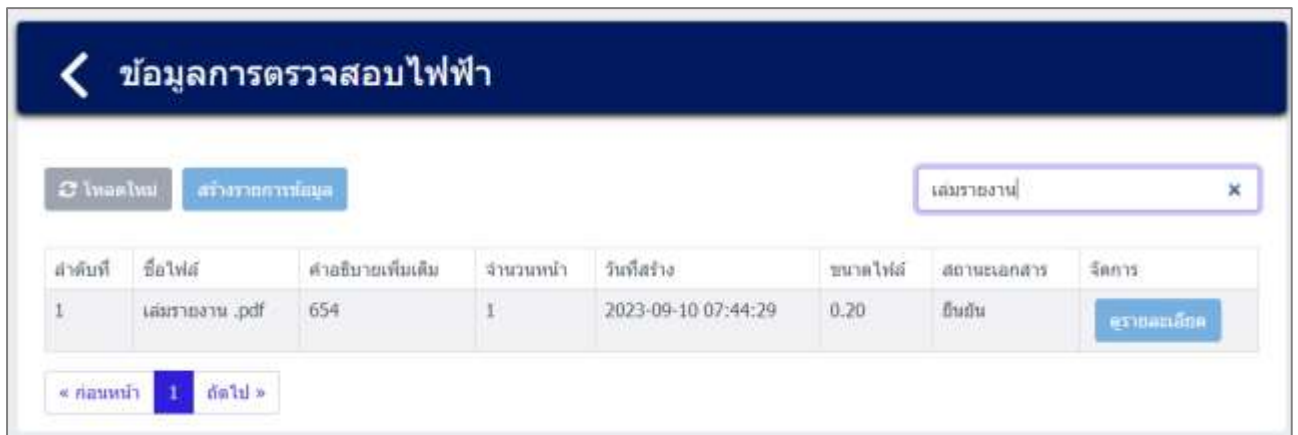 ข้อมูลการตรวจสอบไฟฟ้า
โหลดใหม่ สร้างรายการข้อมูล เล่มรายงาน ×
ลำดับที่ ชื่อไฟล์ คำอธิบายเพิ่มเติม จำนวนหน้า วันที่สร้าง ขนาดไฟล์ สถานะเอกสาร จัดการ
1 เล่มรายงาน .pdf 654 1 2023-09-10 07:44:29 0.20 ยืนยัน ดูรายละเอียด
« ก่อนหน้า 1 ถัดไป »